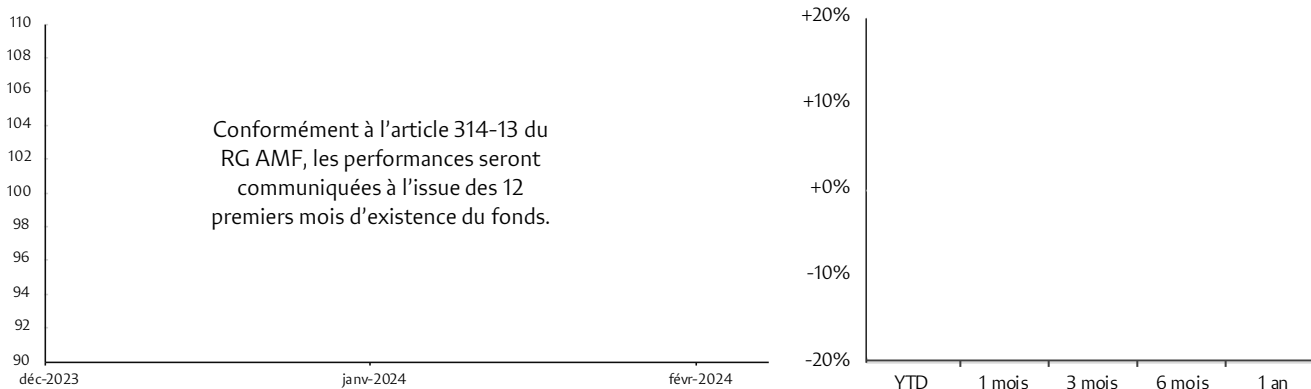 110
108
106
104
102
100
98
96
94
92
90
déc-2023 janv-2024 févr-2024
Conformément à l’article 314-13 du
RG AMF, les performances seront
communiquées à l’issue des 12
premiers mois d’existence du fonds.
+20%
+10%
+0%
-10%
-20%
YTD 1 mois 3 mois 6 mois 1 an